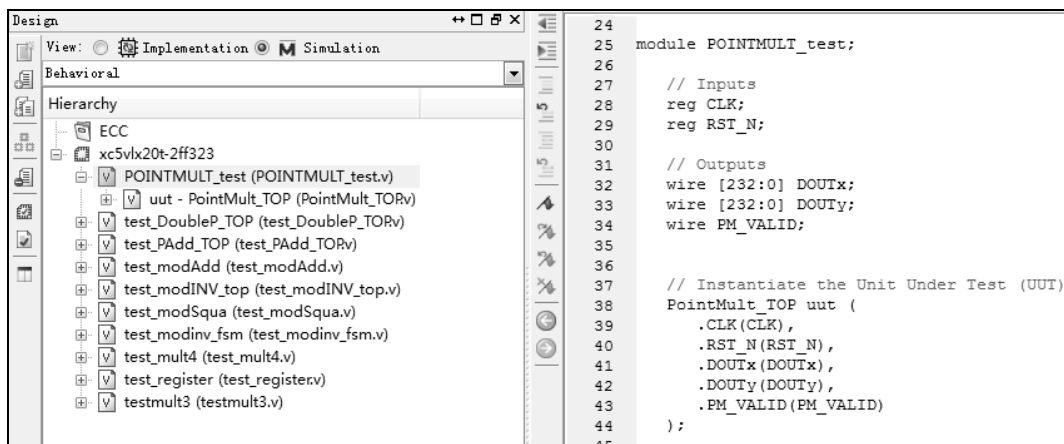 Design
View: Implementation Simulation
Behavioral
Hierarchy
ECC
xc5vlx20t-2ff323
POINTMULT_test (POINTMULT_test.v)
uut - PointMult_TOP (PointMult_TOP.v)
test_DoubleP_TOP (test_DoubleP_TOP.v)
test_PAdd_TOP (test_PAdd_TOP.v)
test_modAdd (test_modAdd.v)
test_modINV_top (test_modINV_top.v)
test_modSqua (test_modSqua.v)
test_modinv_fsm (test_modinv_fsm.v)
test_mult4 (test_mult4.v)
test_register (test_register.v)
testmult3 (testmult3.v)
24
25 module POINTMULT_test;
26
27 // Inputs
28 reg CLK;
29 reg RST_N;
30
31 // Outputs
32 wire [232:0] DOUTx;
33 wire [232:0] DOUTy;
34 wire PM_VALID;
35
36
37 // Instantiate the Unit Under Test (UUT)
38 PointMult_TOP uut (
39 .CLK(CLK),
40 .RST_N(RST_N),
41 .DOUTx(DOUTx),
42 .DOUTy(DOUTy),
43 .PM_VALID(PM_VALID)
44 );